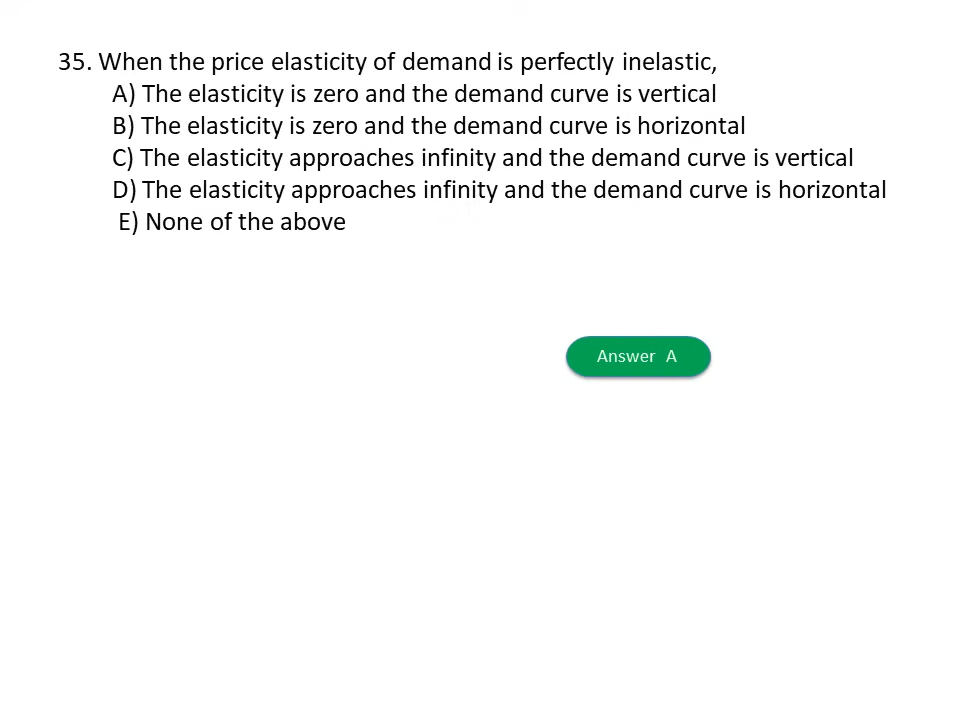 35. When the price elasticity of demand is perfectly inelastic,
A) The elasticity is zero and the demand curve is vertical
B) The elasticity is zero and the demand curve is horizontal
C) The elasticity approaches infinity and the demand curve is vertical
D) The elasticity approaches infinity and the demand curve is horizontal
E) None of the above
Answer A